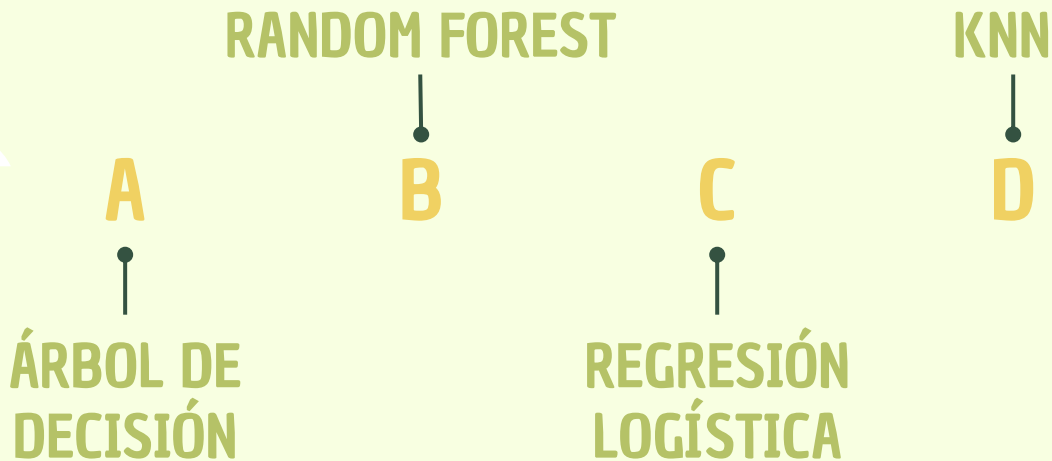 RANDOM FOREST
KNN
A
B
C
D
ÁRBOL DE
DECISIÓN
REGRESIÓN
LOGÍSTICA